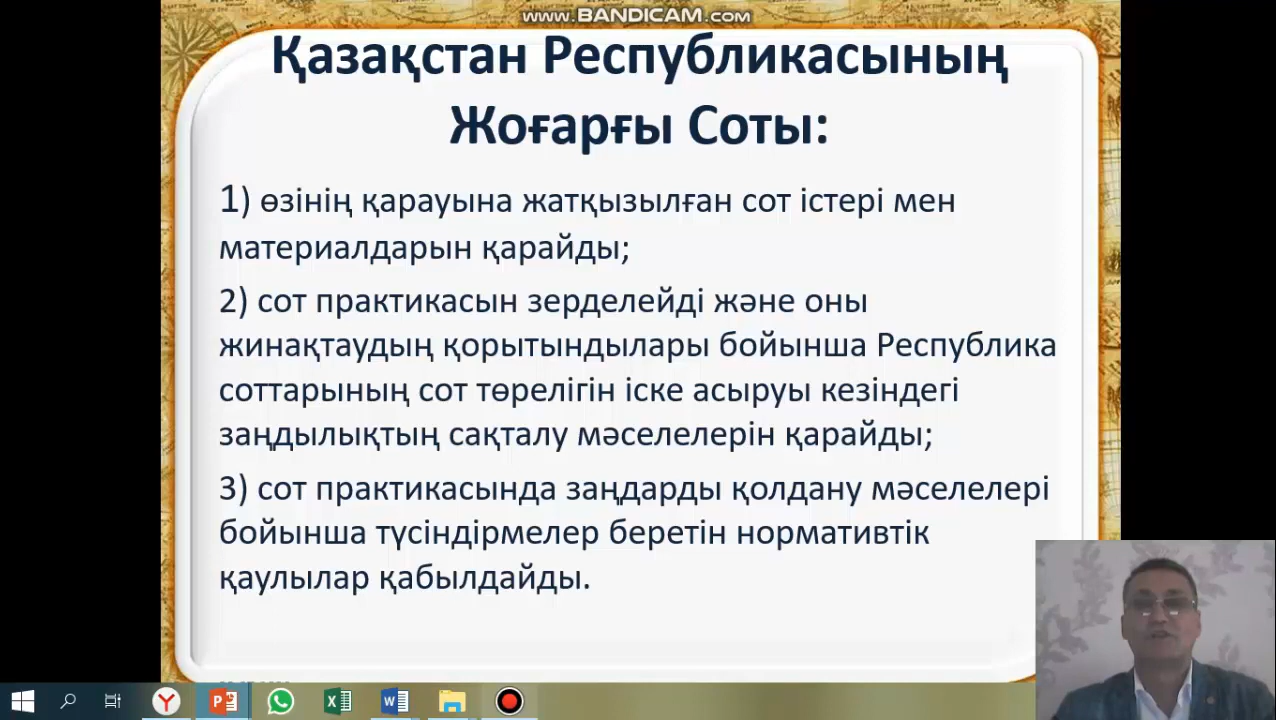 www.BANDICAM.com
Қазақстан Республикасының
Жоғарғы Соты:
1) өзінің қарауына жатқызылған сот істері мен
материалдарын қарайды;
2) сот практикасын зерделейді және оны
жинақтаудың қорытындылары бойынша Республика
соттарының сот төрелігін іске асыруы кезіндегі
заңдылықтың сақталу мәселелерін қарайды;
3) сот практикасында заңдарды қолдану мәселелері
бойынша түсіндірмелер беретін нормативтік
қаулылар қабылдайды.